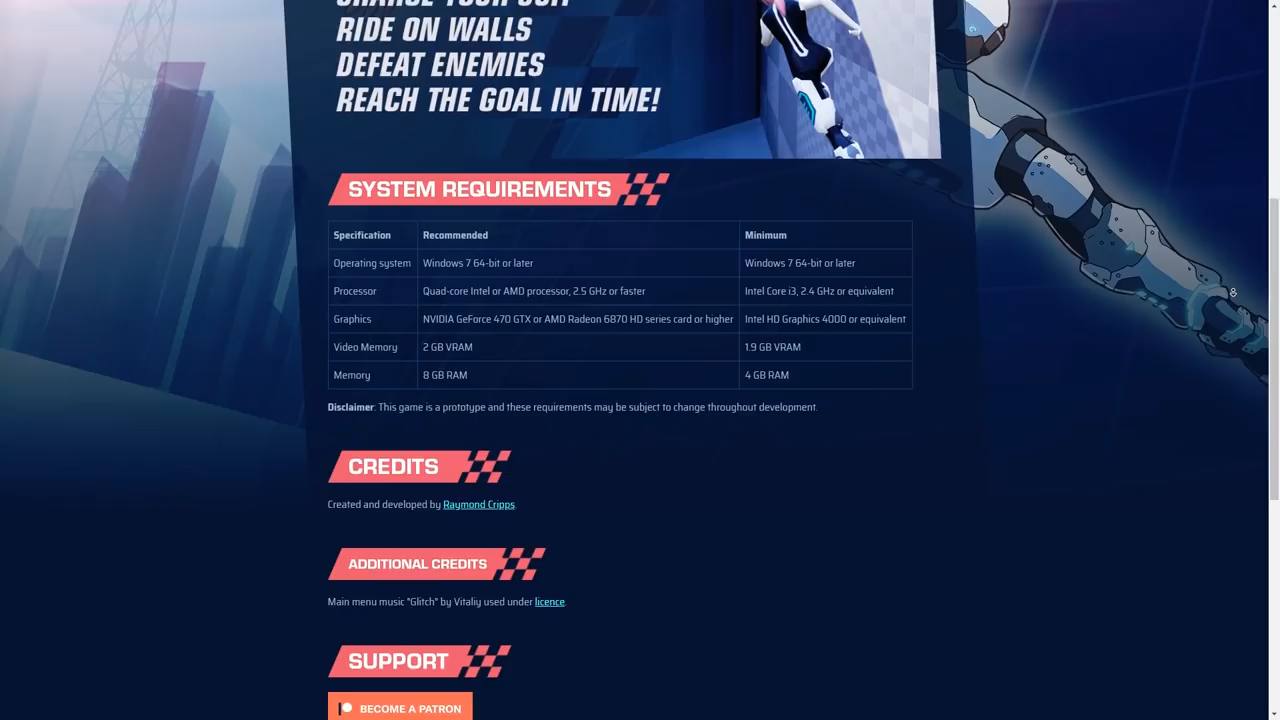 RIDE ON WALLS
DEFEAT ENEMIES
REACH THE GOAL IN TIME!
SYSTEM REQUIREMENTS
Specification Recommended Minimum
Operating system Windows 7 64-bit or later Windows 7 64-bit or later
Processor Quad-core Intel or AMD processor, 2.5 GHz or faster Intel Core i3, 2.4 GHz or equivalent
Graphics NVIDIA GeForce 470 GTX or AMD Radeon 6870 HD series card or higher Intel HD Graphics 4000 or equivalent
Video Memory 2 GB VRAM 1.9 GB VRAM
Memory 8 GB RAM 4 GB RAM
Disclaimer: This game is a prototype and these requirements may be subject to change throughout development.
CREDITS
Created and developed by Raymond Cripps.
ADDITIONAL CREDITS
Main menu music "Glitch" by Vitaliy used under licence.
SUPPORT
BECOME A PATRON